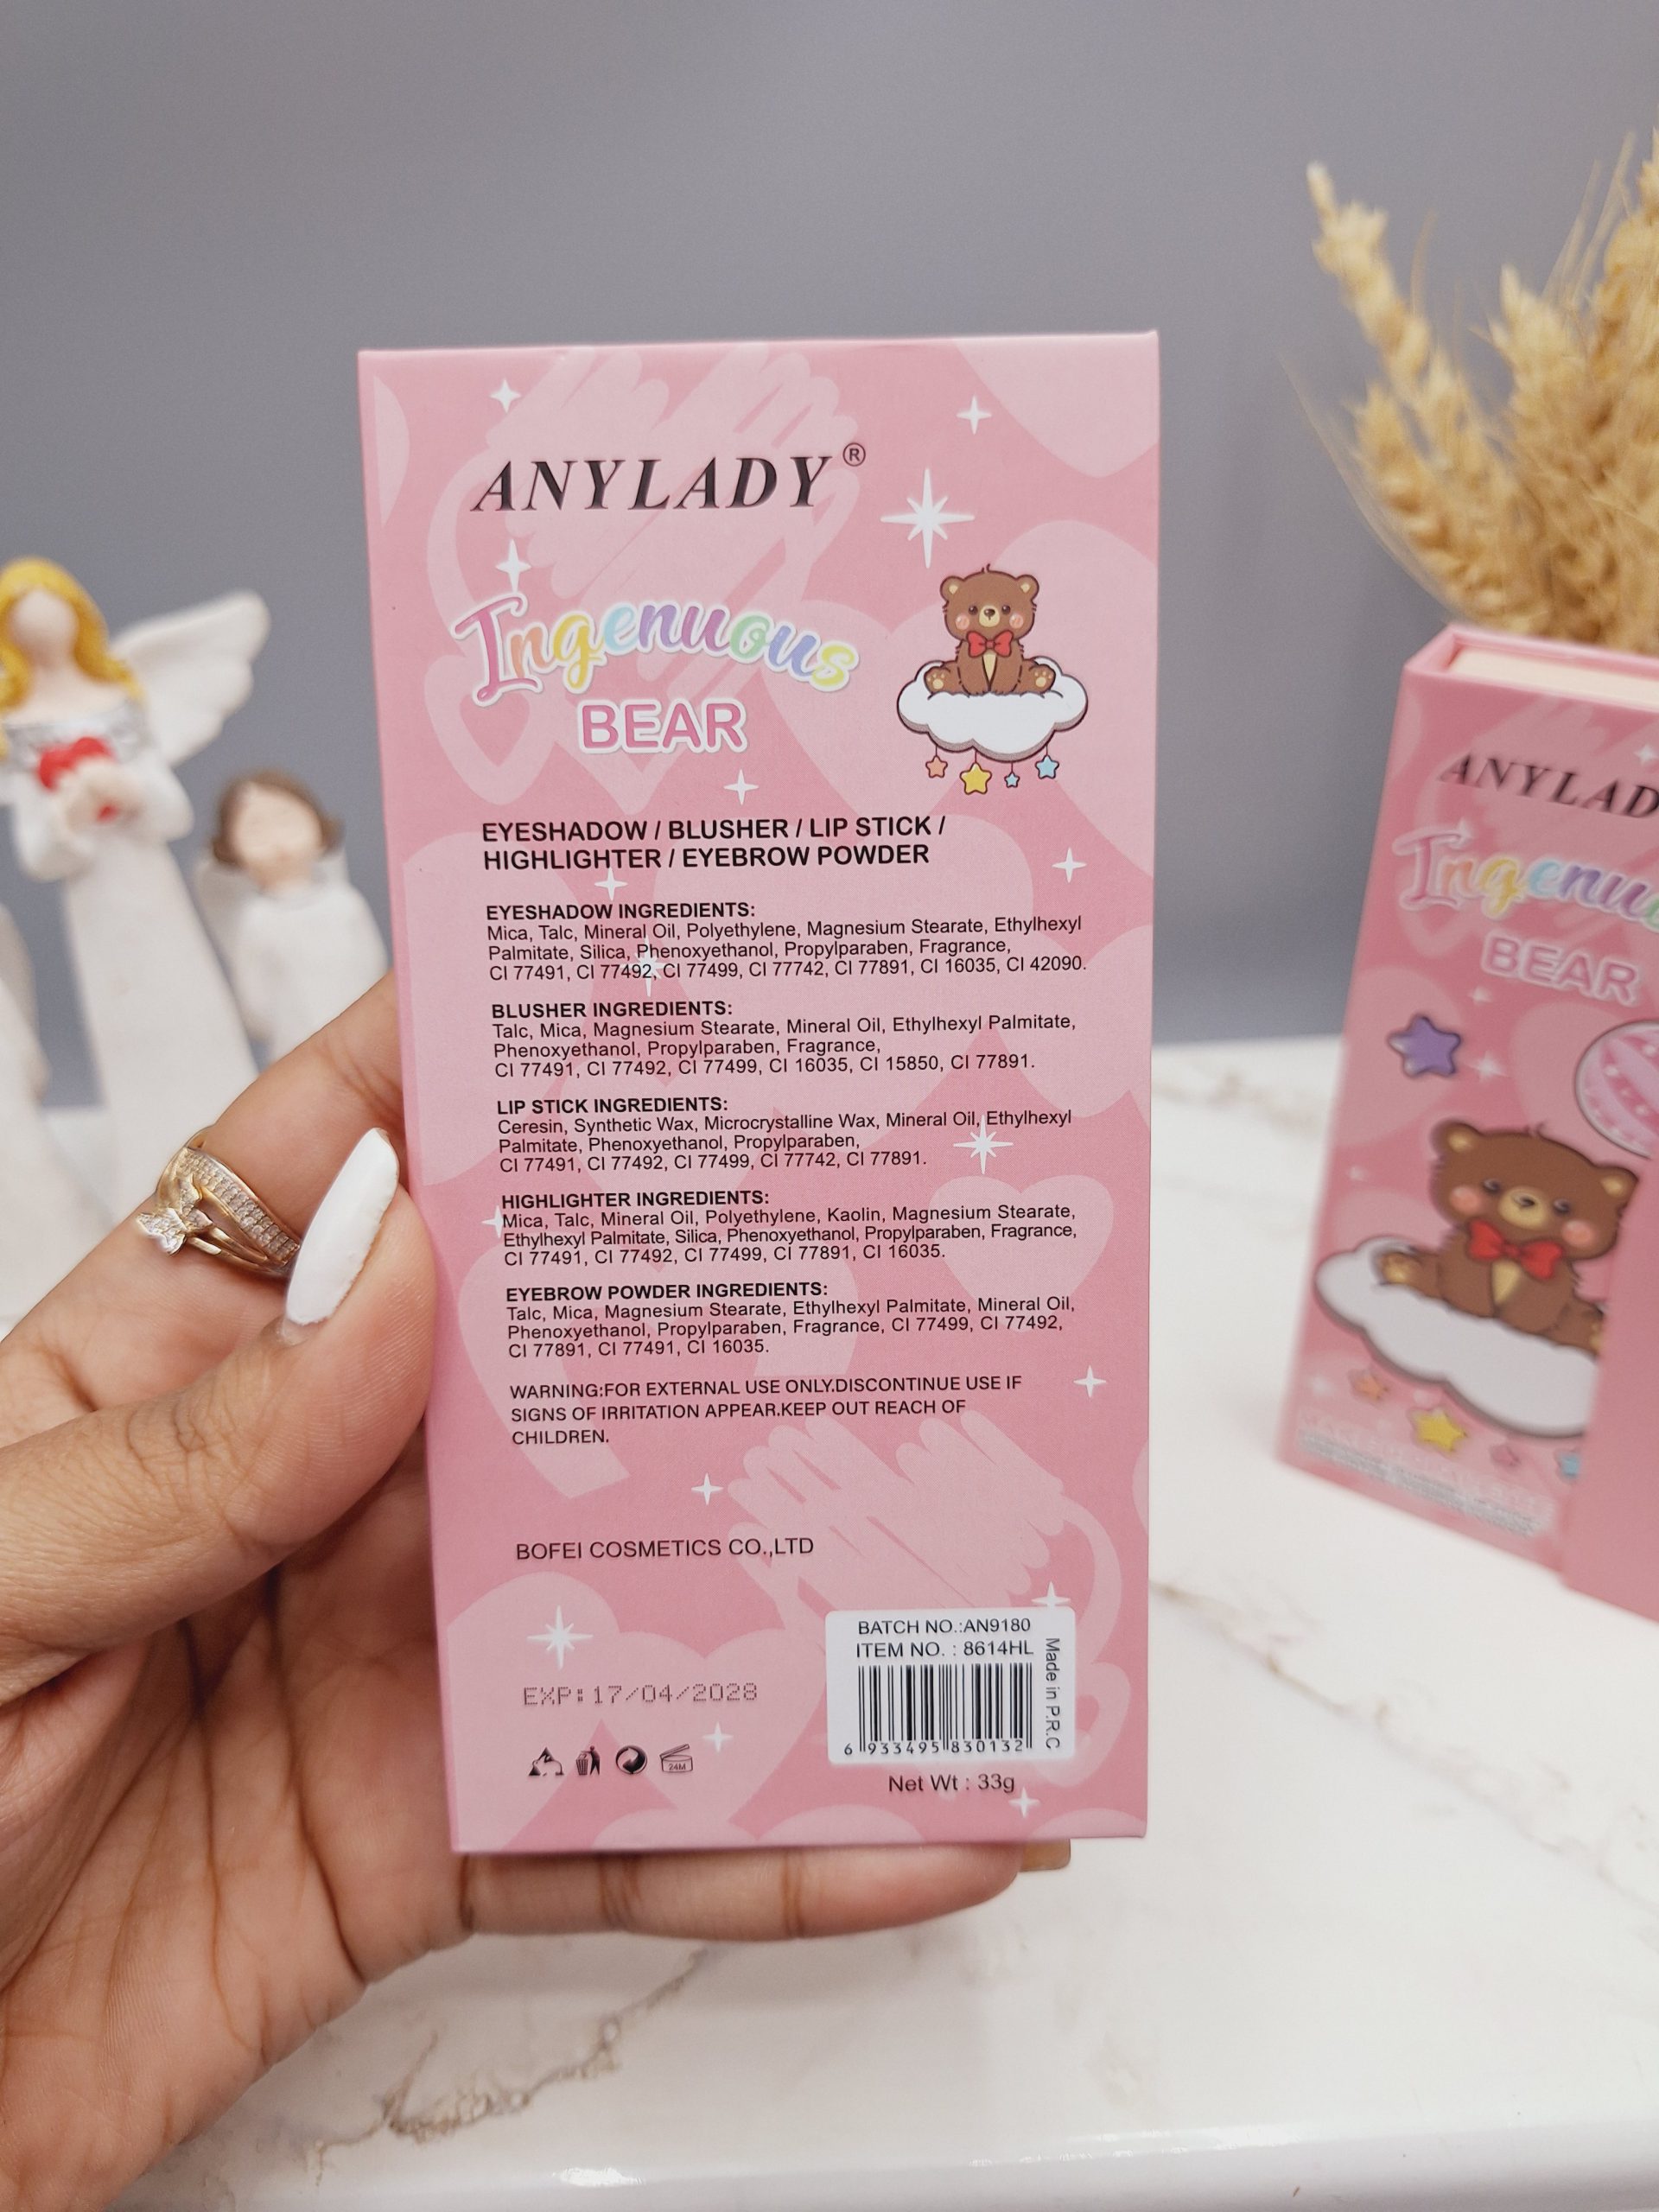 ANYLADY®
Ingenuous
BEAR
EYESHADOW / BLUSHER / LIP STICK /
HIGHLIGHTER / EYEBROW POWDER
EYESHADOW INGREDIENTS:
Mica, Talc, Mineral Oil, Polyethylene, Magnesium Stearate, Ethylhexyl
Palmitate, Silica, Phenoxyethanol, Propylparaben, Fragrance,
CI 77491, CI 77492, CI 77499, CI 77742, CI 77891, CI 16035, CI 42090.
BLUSHER INGREDIENTS:
Talc, Mica, Magnesium Stearate, Mineral Oil, Ethylhexyl Palmitate,
Phenoxyethanol, Propylparaben, Fragrance,
CI 77491, CI 77492, CI 77499, CI 16035, CI 15850, CI 77891.
LIP STICK INGREDIENTS:
Ceresin, Synthetic Wax, Microcrystalline Wax, Mineral Oil, Ethylhexyl
Palmitate, Phenoxyethanol, Propylparaben,
CI 77491, CI 77492, CI 77499, CI 77742, CI 77891.
HIGHLIGHTER INGREDIENTS:
Mica, Talc, Mineral Oil, Polyethylene, Kaolin, Magnesium Stearate,
Ethylhexyl Palmitate, Silica, Phenoxyethanol, Propylparaben, Fragrance,
CI 77491, CI 77492, CI 77499, CI 77891, CI 16035.
EYEBROW POWDER INGREDIENTS:
Talc, Mica, Magnesium Stearate, Ethylhexyl Palmitate, Mineral Oil,
Phenoxyethanol, Propylparaben, Fragrance, CI 77499, CI 77492,
CI 77891, CI 77491, CI 16035.
WARNING:FOR EXTERNAL USE ONLY.DISCONTINUE USE IF
SIGNS OF IRRITATION APPEAR.KEEP OUT REACH OF
CHILDREN.
BOFEI COSMETICS CO.,LTD
EXP:17/04/2028
24M
BATCH NO.:AN9180
ITEM NO. : 8614HL
Made in P.R.C
6 933495 830132
Net Wt : 33g
ANYLAD
Ingenu
BEAR